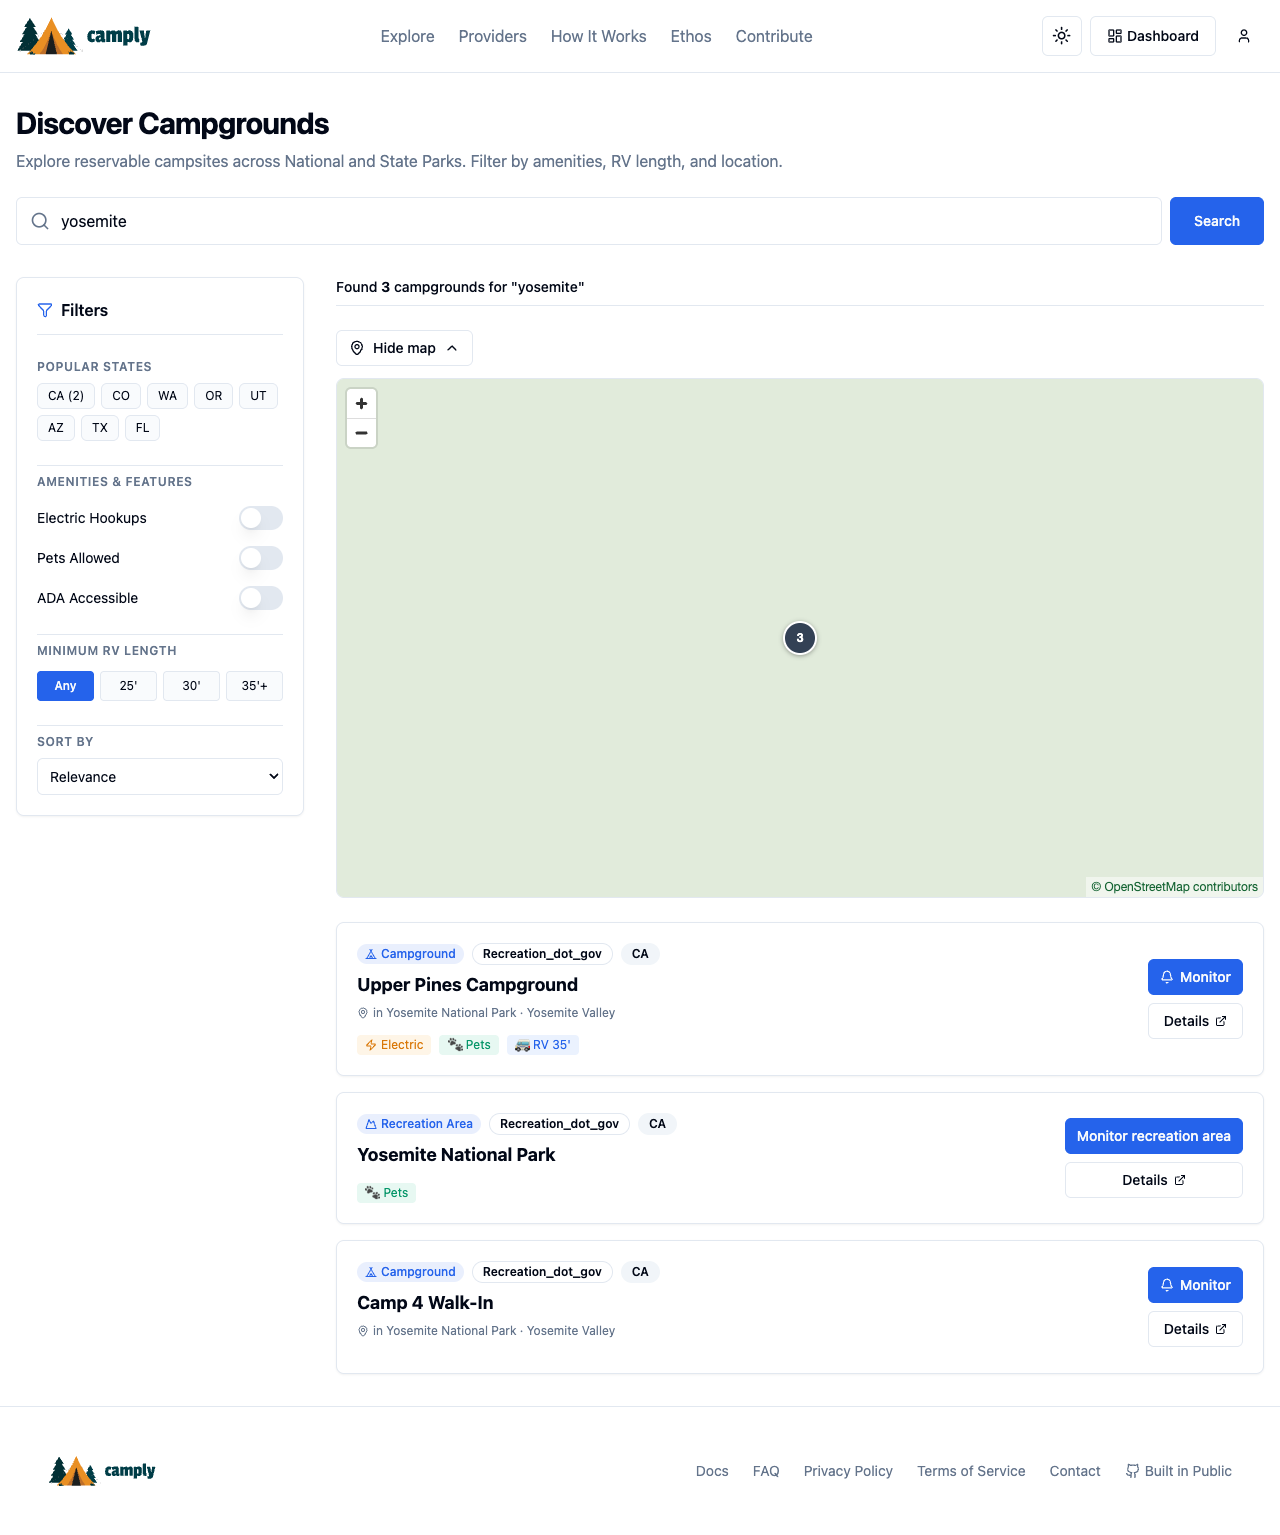 camply
Explore
Providers
How It Works
Ethos
Contribute
Dashboard
Discover Campgrounds
Explore reservable campsites across National and State Parks. Filter by amenities, RV length, and location.
yosemite
Search
Filters
POPULAR STATES
CA (2)
CO
WA
OR
UT
AZ
TX
FL
AMENITIES & FEATURES
Electric Hookups
Pets Allowed
ADA Accessible
MINIMUM RV LENGTH
Any
25'
30'
35'+
SORT BY
Relevance
Found 3 campgrounds for "yosemite"
Hide map
+
−
3
© OpenStreetMap contributors
Campground
Recreation_dot_gov
CA
Upper Pines Campground
in Yosemite National Park · Yosemite Valley
Electric
Pets
RV 35'
Monitor
Details
Recreation Area
Recreation_dot_gov
CA
Yosemite National Park
Pets
Monitor recreation area
Details
Campground
Recreation_dot_gov
CA
Camp 4 Walk-In
in Yosemite National Park · Yosemite Valley
Monitor
Details
camply
Docs
FAQ
Privacy Policy
Terms of Service
Contact
Built in Public